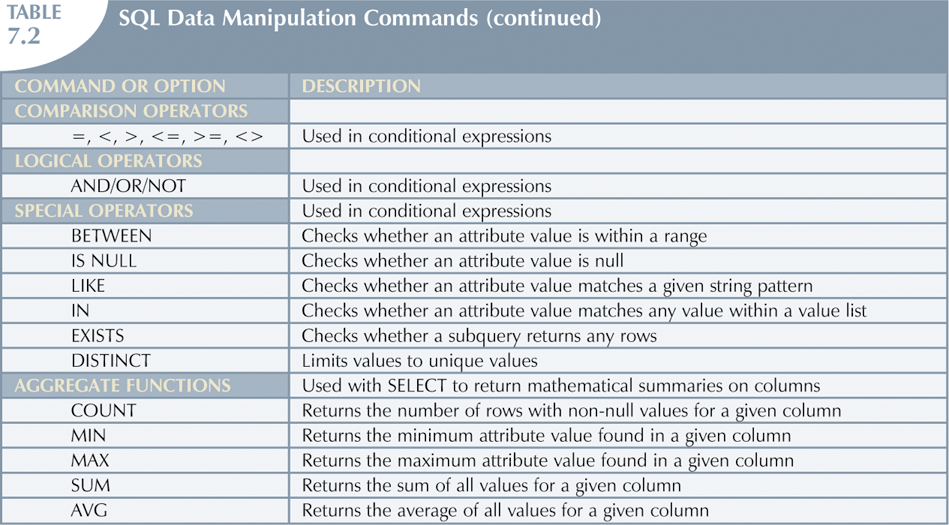 TABLE
7.2
SQL Data Manipulation Commands (continued)
COMMAND OR OPTION DESCRIPTION
COMPARISON OPERATORS
=, <, >, <=, >=, <> Used in conditional expressions
LOGICAL OPERATORS
AND/OR/NOT Used in conditional expressions
SPECIAL OPERATORS Used in conditional expressions
BETWEEN Checks whether an attribute value is within a range
IS NULL Checks whether an attribute value is null
LIKE Checks whether an attribute value matches a given string pattern
IN Checks whether an attribute value matches any value within a value list
EXISTS Checks whether a subquery returns any rows
DISTINCT Limits values to unique values
AGGREGATE FUNCTIONS Used with SELECT to return mathematical summaries on columns
COUNT Returns the number of rows with non-null values for a given column
MIN Returns the minimum attribute value found in a given column
MAX Returns the maximum attribute value found in a given column
SUM Returns the sum of all values for a given column
AVG Returns the average of all values for a given column